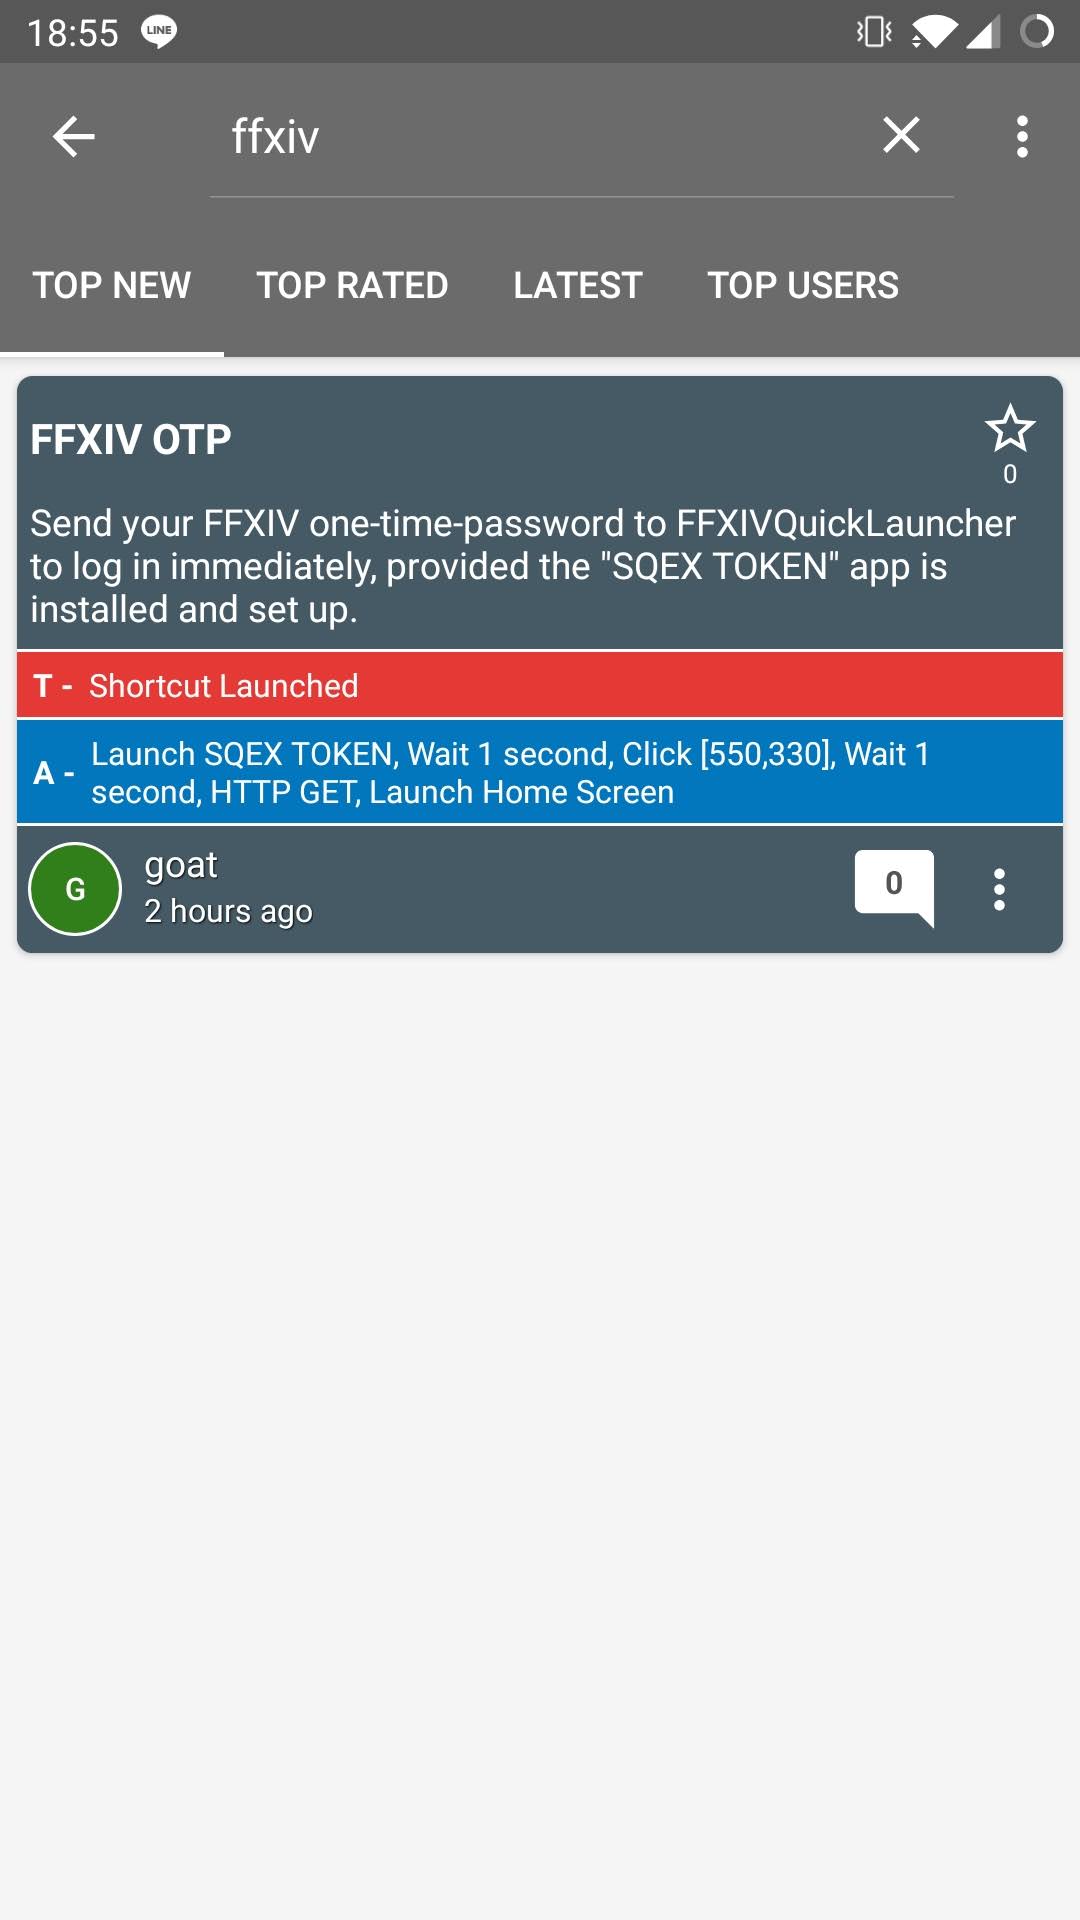 18:55 LINE
ffxiv
TOP NEW TOP RATED LATEST TOP USERS
FFXIV OTP
0
Send your FFXIV one-time-password to FFXIVQuickLauncher
to log in immediately, provided the "SQEX TOKEN" app is
installed and set up.
T - Shortcut Launched
A - Launch SQEX TOKEN, Wait 1 second, Click [550,330], Wait 1
second, HTTP GET, Launch Home Screen
G goat 0
2 hours ago